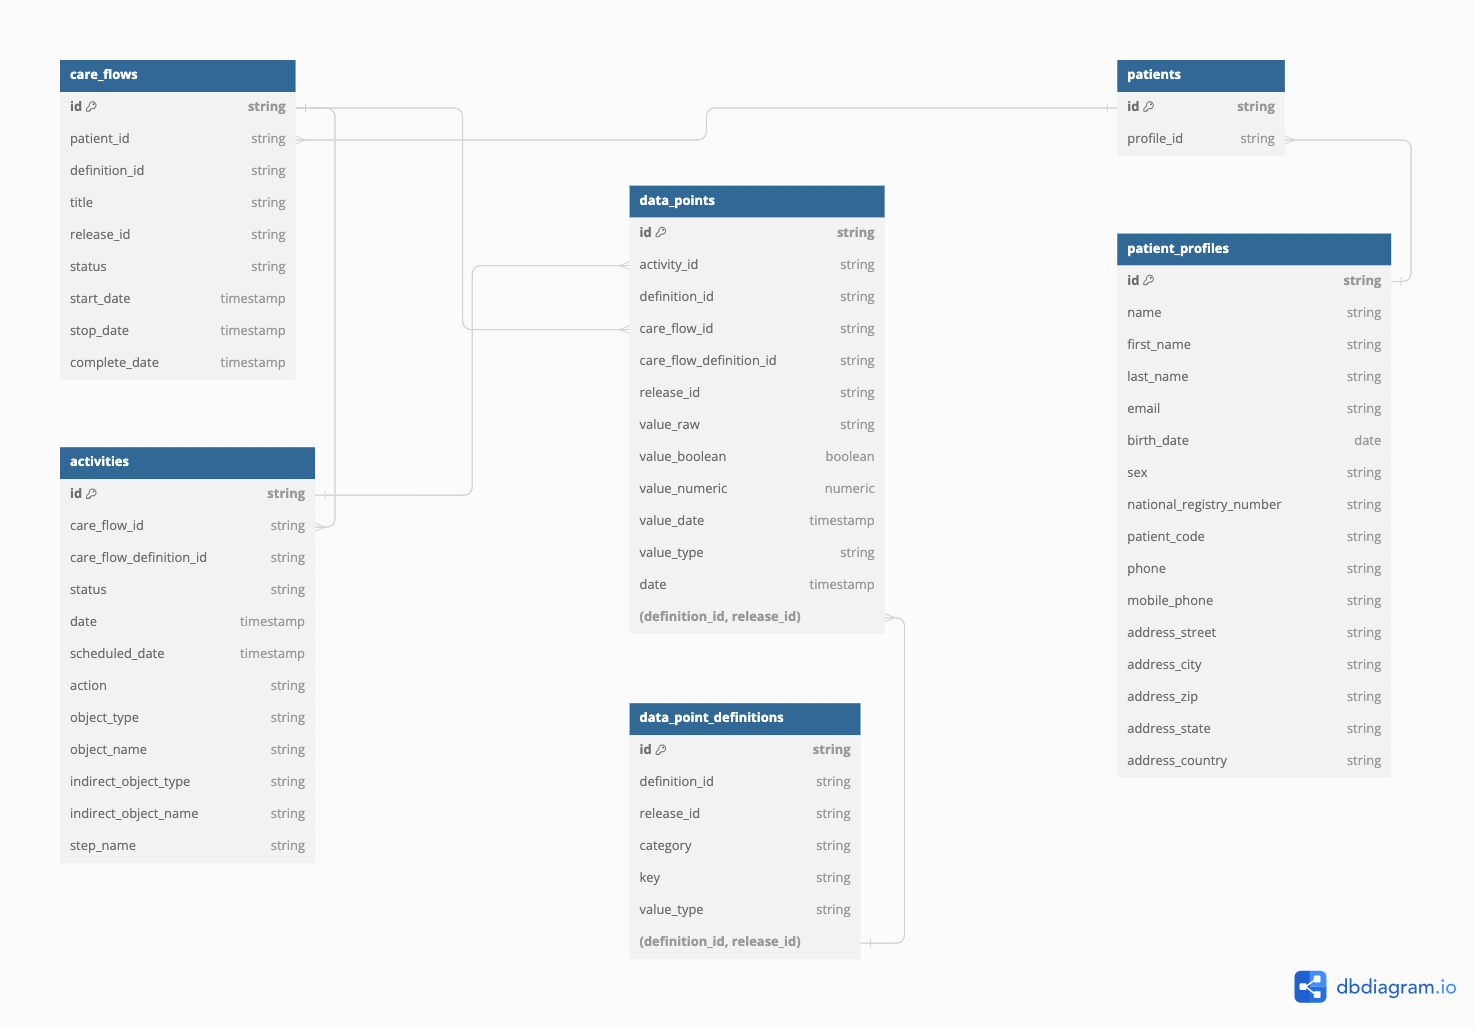 care_flows
id string
patient_id string
definition_id string
title string
release_id string
status string
start_date timestamp
stop_date timestamp
complete_date timestamp
activities
id string
care_flow_id string
care_flow_definition_id string
status string
date timestamp
scheduled_date timestamp
action string
object_type string
object_name string
indirect_object_type string
indirect_object_name string
step_name string
data_points
id string
activity_id string
definition_id string
care_flow_id string
care_flow_definition_id string
release_id string
value_raw string
value_boolean boolean
value_numeric numeric
value_date timestamp
value_type string
date timestamp
(definition_id, release_id)
data_point_definitions
id string
definition_id string
release_id string
category string
key string
value_type string
(definition_id, release_id)
patients
id string
profile_id string
patient_profiles
id string
name string
first_name string
last_name string
email string
birth_date date
sex string
national_registry_number string
patient_code string
phone string
mobile_phone string
address_street string
address_city string
address_zip string
address_state string
address_country string
dbdiagram.io